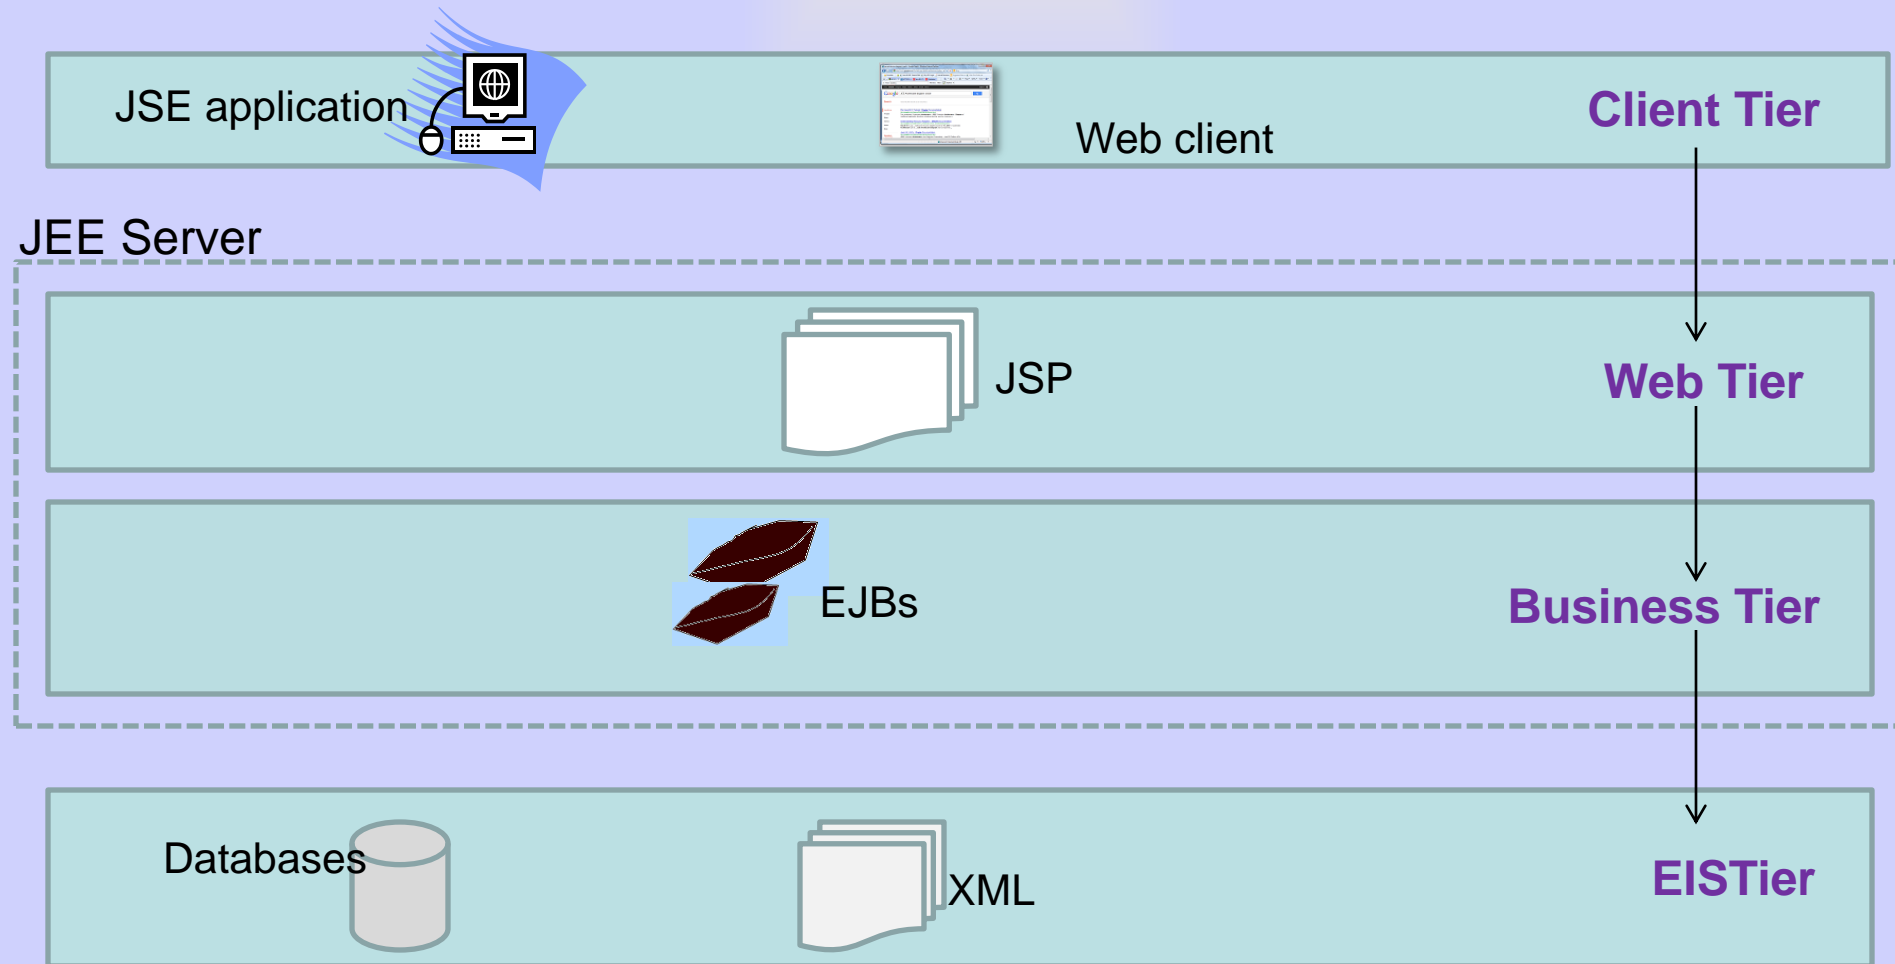 JSE application
Web client
Client Tier
JEE Server
JSP
Web Tier
EJBs
Business Tier
Databases
XML
EISTier